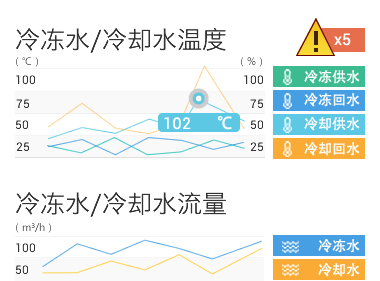 冷冻水/冷却水温度
x5
(℃)
(%)
100
100
75
75
50
50
25
25
102 ℃
冷冻供水
冷冻回水
冷却供水
冷却回水
冷冻水/冷却水流量
(m³/h)
100
50
冷冻水
冷却水